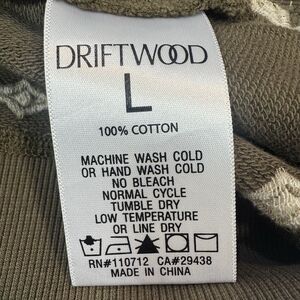 DRIFTWOOD
L
100% COTTON
MACHINE WASH COLD
OR HAND WASH COLD
NO BLEACH
NORMAL CYCLE
TUMBLE DRY
LOW TEMPERATURE
OR LINE DRY
RN#110712 CA#29438
MADE IN CHINA